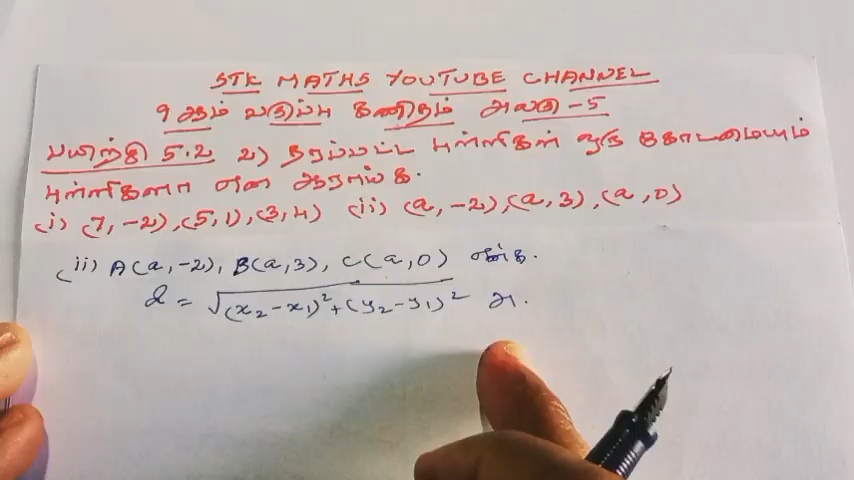 STK MATHS YOUTUBE CHANNEL
9 ஆம் வகுப்பு கணிதம் அலகு -5
பயிற்சி 5.2 2) தரப்பட்ட புள்ளிகள் ஒரு கோடமையும்
புள்ளிகளா என ஆராய்க.
(i) (7, -2), (5, 1), (3, 4) (ii) (a, -2), (a, 3), (a, 0)
(ii) A(a, -2), B(a, 3), C(a, 0) என்க.
d = √(x₂ - x₁)² + (y₂ - y₁)² அ.